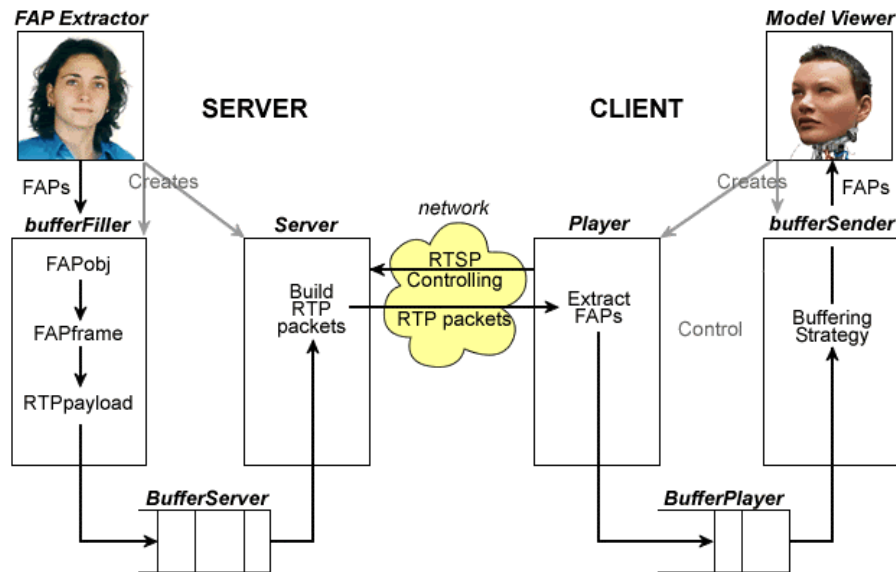 FAP Extractor
Model Viewer
SERVER
CLIENT
FAPs
Creates
Creates
FAPs
network
bufferFiller
Server
Player
bufferSender
FAPobj
FAPframe
RTPpayload
Build
RTP
packets
RTSP
Controlling
RTP packets
Extract
FAPs
Control
Buffering
Strategy
BufferServer
BufferPlayer